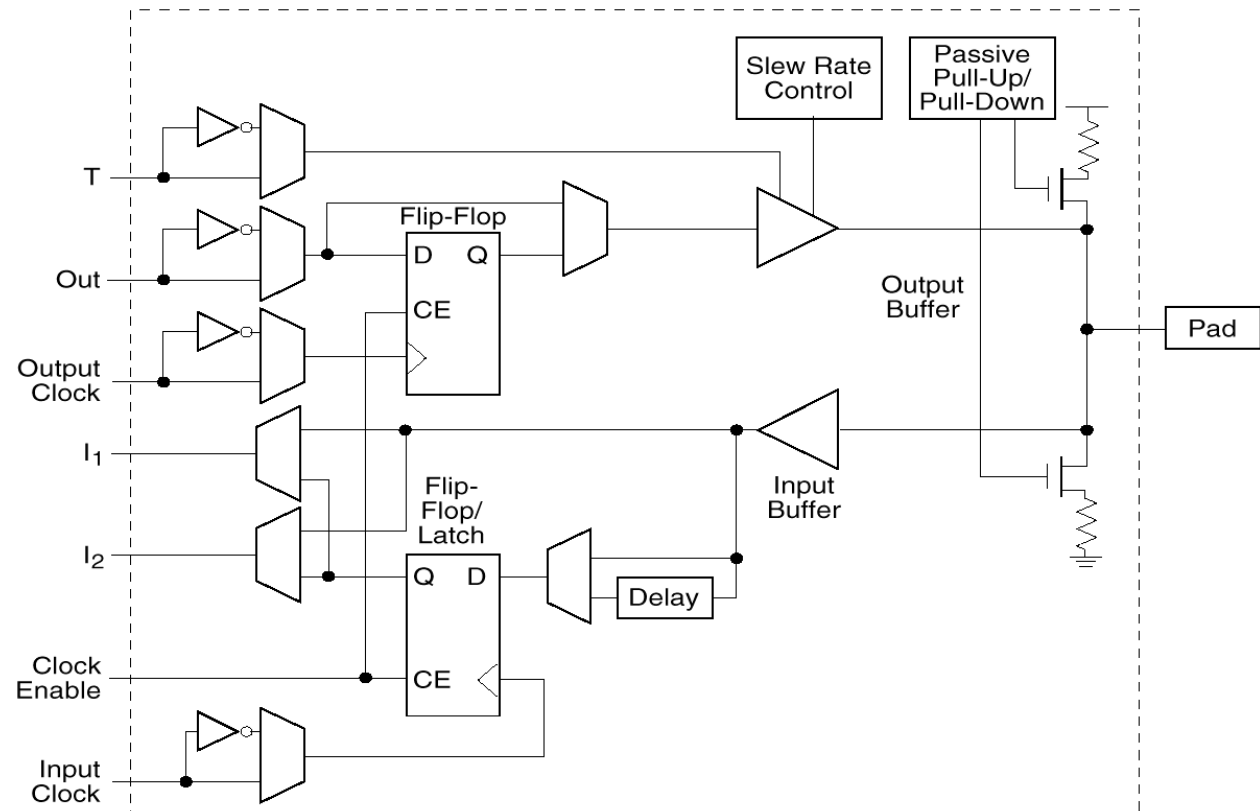 Slew Rate
Control
Passive
Pull-Up/
Pull-Down
T
Flip-Flop
D Q
Out
CE
Output
Buffer
Pad
Output
Clock
I1
Flip-
Flop/
Latch
Input
Buffer
I2
Q D
Delay
Clock
Enable
CE
Input
Clock